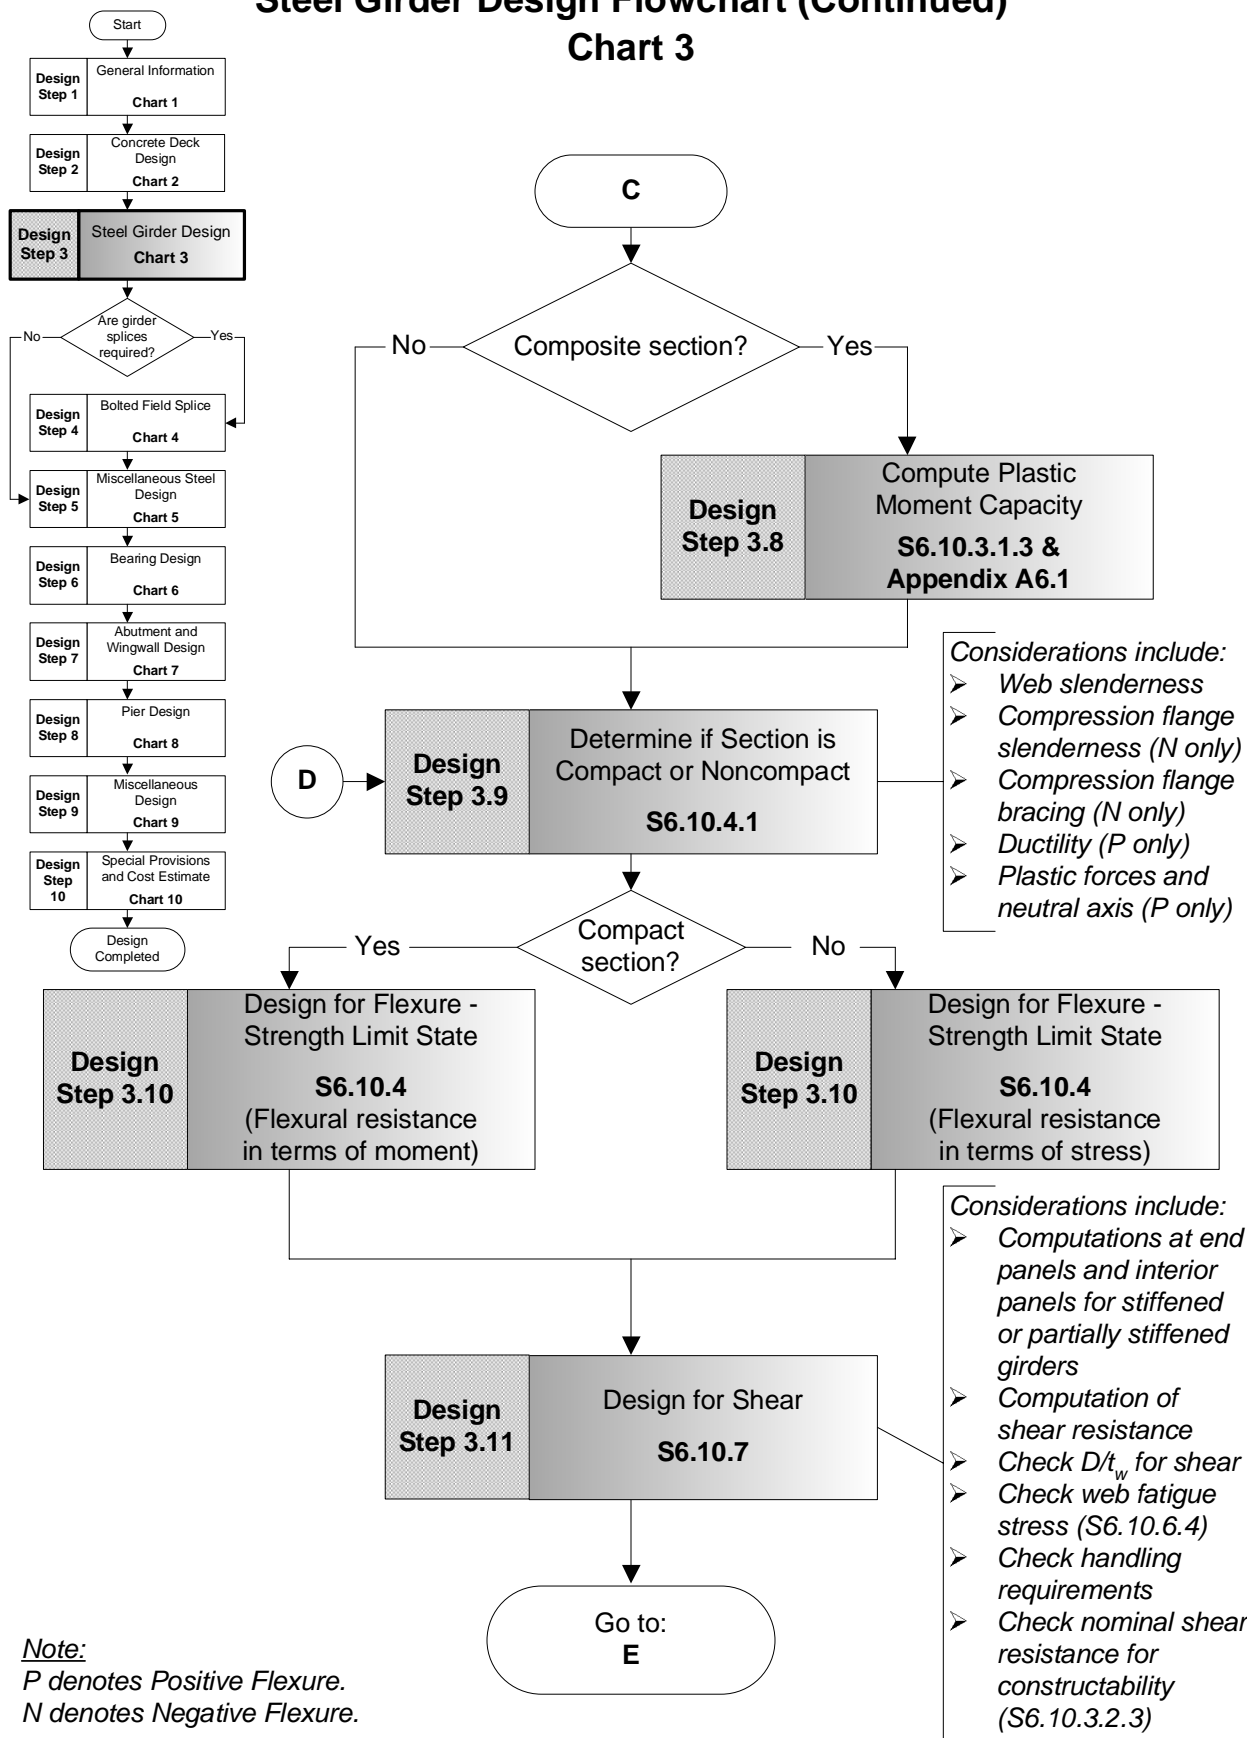 Steel Girder Design Flowchart (Continued)
Chart 3
Start
Design
Step 1
General Information
Chart 1
Design
Step 2
Concrete Deck
Design
Chart 2
Design
Step 3
Steel Girder Design
Chart 3
Are girder
splices
required?
No
Yes
Design
Step 4
Bolted Field Splice
Chart 4
Design
Step 5
Miscellaneous Steel
Design
Chart 5
Design
Step 6
Bearing Design
Chart 6
Design
Step 7
Abutment and
Wingwall Design
Chart 7
Design
Step 8
Pier Design
Chart 8
Design
Step 9
Miscellaneous
Design
Chart 9
Design
Step
10
Special Provisions
and Cost Estimate
Chart 10
Design
Completed
C
Composite section?
No
Yes
Design
Step 3.8
Compute Plastic
Moment Capacity
S6.10.3.1.3 &
Appendix A6.1
D
Design
Step 3.9
Determine if Section is
Compact or Noncompact
S6.10.4.1
Considerations include:
➢ Web slenderness
➢ Compression flange
slenderness (N only)
➢ Compression flange
bracing (N only)
➢ Ductility (P only)
➢ Plastic forces and
neutral axis (P only)
Compact
section?
Yes
No
Design
Step 3.10
Design for Flexure -
Strength Limit State
S6.10.4
(Flexural resistance
in terms of moment)
Design
Step 3.10
Design for Flexure -
Strength Limit State
S6.10.4
(Flexural resistance
in terms of stress)
Design
Step 3.11
Design for Shear
S6.10.7
Considerations include:
➢ Computations at end
panels and interior
panels for stiffened
or partially stiffened
girders
➢ Computation of
shear resistance
➢ Check D/tw for shear
➢ Check web fatigue
stress (S6.10.6.4)
➢ Check handling
requirements
➢ Check nominal shear
resistance for
constructability
(S6.10.3.2.3)
Go to:
E
Note:
P denotes Positive Flexure.
N denotes Negative Flexure.